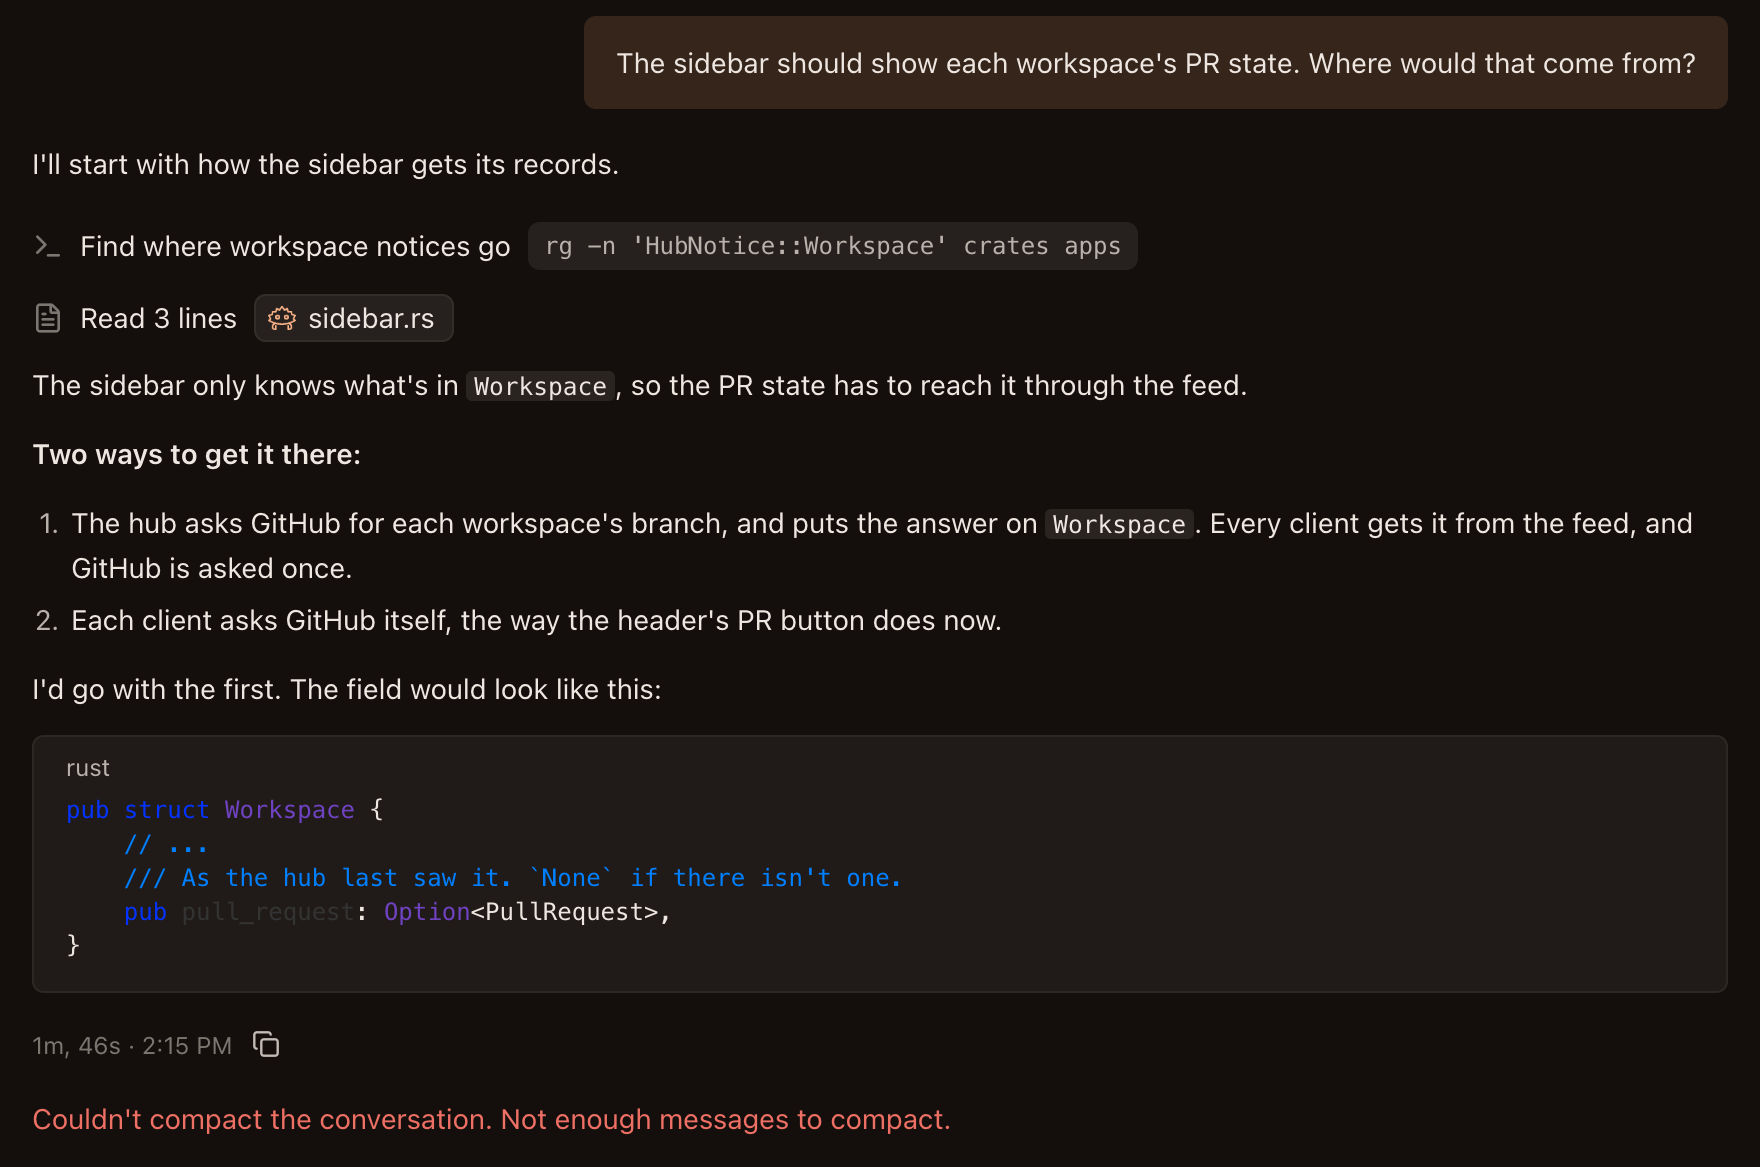 The sidebar should show each workspace's PR state. Where would that come from?
I'll start with how the sidebar gets its records.
Find where workspace notices go rg -n 'HubNotice::Workspace' crates apps
Read 3 lines sidebar.rs
The sidebar only knows what's in Workspace, so the PR state has to reach it through the feed.
Two ways to get it there:
1. The hub asks GitHub for each workspace's branch, and puts the answer on Workspace. Every client gets it from the feed, and
GitHub is asked once.
2. Each client asks GitHub itself, the way the header's PR button does now.
I'd go with the first. The field would look like this:
rust
pub struct Workspace {
    // ...
    /// As the hub last saw it. `None` if there isn't one.
    pub pull_request: Option<PullRequest>,
}
1m, 46s · 2:15 PM
Couldn't compact the conversation. Not enough messages to compact.